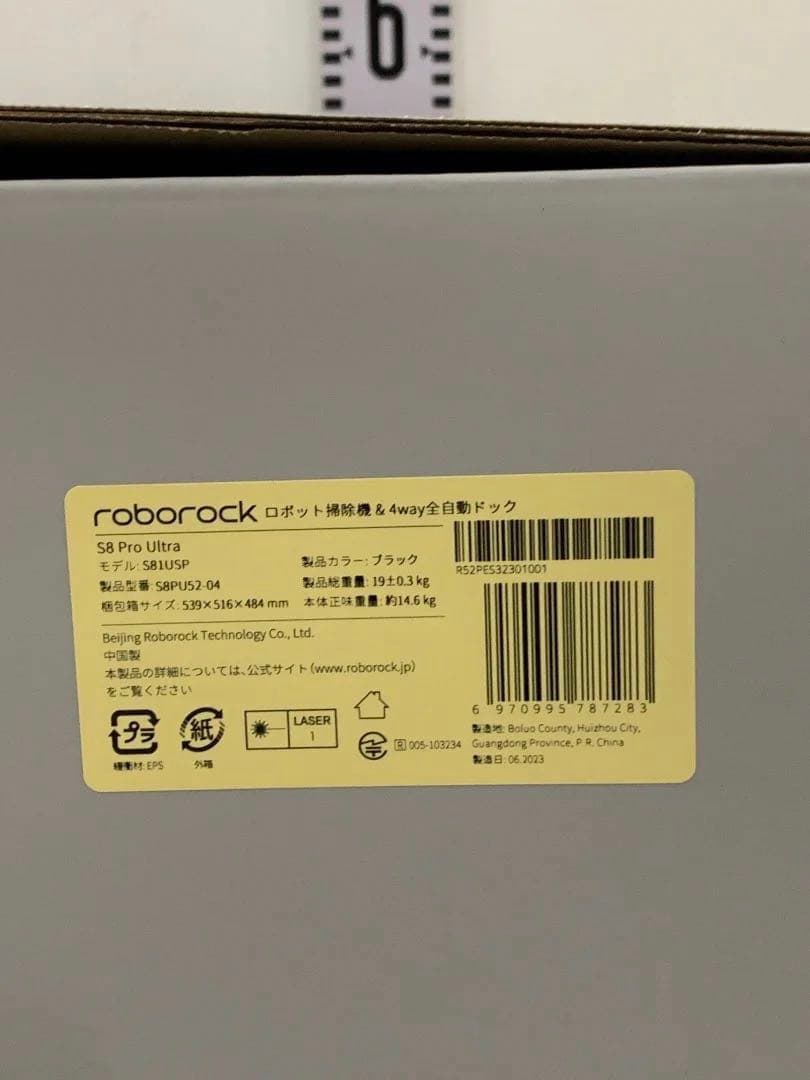 6
roborock ロボット掃除機 & 4way全自動ドック
S8 Pro Ultra
モデル: S81USP
製品カラー: ブラック
製品型番: S8PU52-04
製品総重量: 19±0.3 kg
梱包箱サイズ: 539×516×484 mm
本体正味重量: 約14.6 kg
R52PES32301001
Beijing Roborock Technology Co., Ltd.
中国製
本製品の詳細については、公式サイト(www.roborock.jp)
をご覧ください
6 970995 787283
プラ
緩衝材: EPS
紙
外箱
LASER
1
R 005-103234
製造地: Boluo County, Huizhou City,
Guangdong Province, P.R. China
製造日: 06.2023